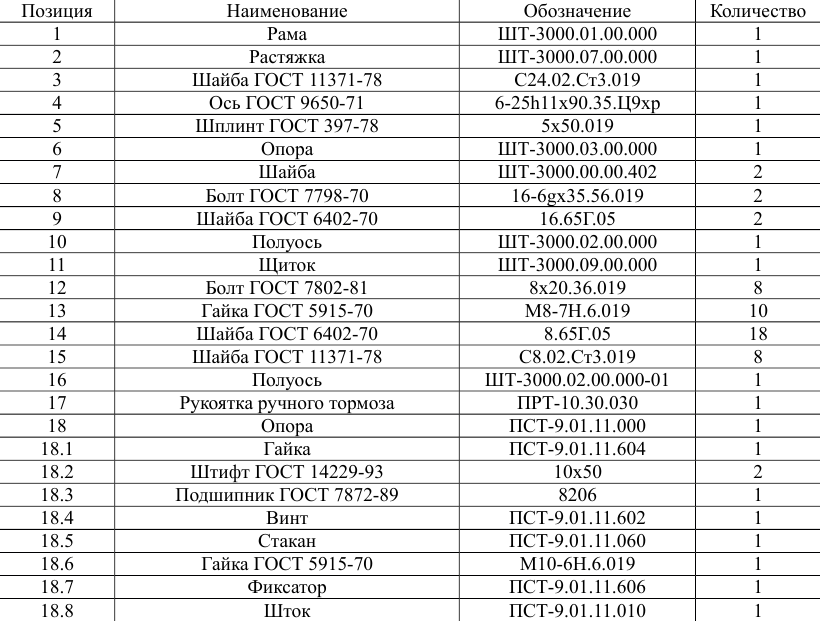 Позиция Наименование Обозначение Количество
1 Рама ШТ-3000.01.00.000 1
2 Растяжка ШТ-3000.07.00.000 1
3 Шайба ГОСТ 11371-78 С24.02.Ст3.019 1
4 Ось ГОСТ 9650-71 6-25h11х90.35.Ц9хр 1
5 Шплинт ГОСТ 397-78 5х50.019 1
6 Опора ШТ-3000.03.00.000 1
7 Шайба ШТ-3000.00.00.402 2
8 Болт ГОСТ 7798-70 16-6gх35.56.019 2
9 Шайба ГОСТ 6402-70 16.65Г.05 2
10 Полуось ШТ-3000.02.00.000 1
11 Щиток ШТ-3000.09.00.000 1
12 Болт ГОСТ 7802-81 8х20.36.019 8
13 Гайка ГОСТ 5915-70 М8-7Н.6.019 10
14 Шайба ГОСТ 6402-70 8.65Г.05 18
15 Шайба ГОСТ 11371-78 С8.02.Ст3.019 8
16 Полуось ШТ-3000.02.00.000-01 1
17 Рукоятка ручного тормоза ПРТ-10.30.030 1
18 Опора ПСТ-9.01.11.000 1
18.1 Гайка ПСТ-9.01.11.604 1
18.2 Штифт ГОСТ 14229-93 10х50 2
18.3 Подшипник ГОСТ 7872-89 8206 1
18.4 Винт ПСТ-9.01.11.602 1
18.5 Стакан ПСТ-9.01.11.060 1
18.6 Гайка ГОСТ 5915-70 М10-6Н.6.019 1
18.7 Фиксатор ПСТ-9.01.11.606 1
18.8 Шток ПСТ-9.01.11.010 1